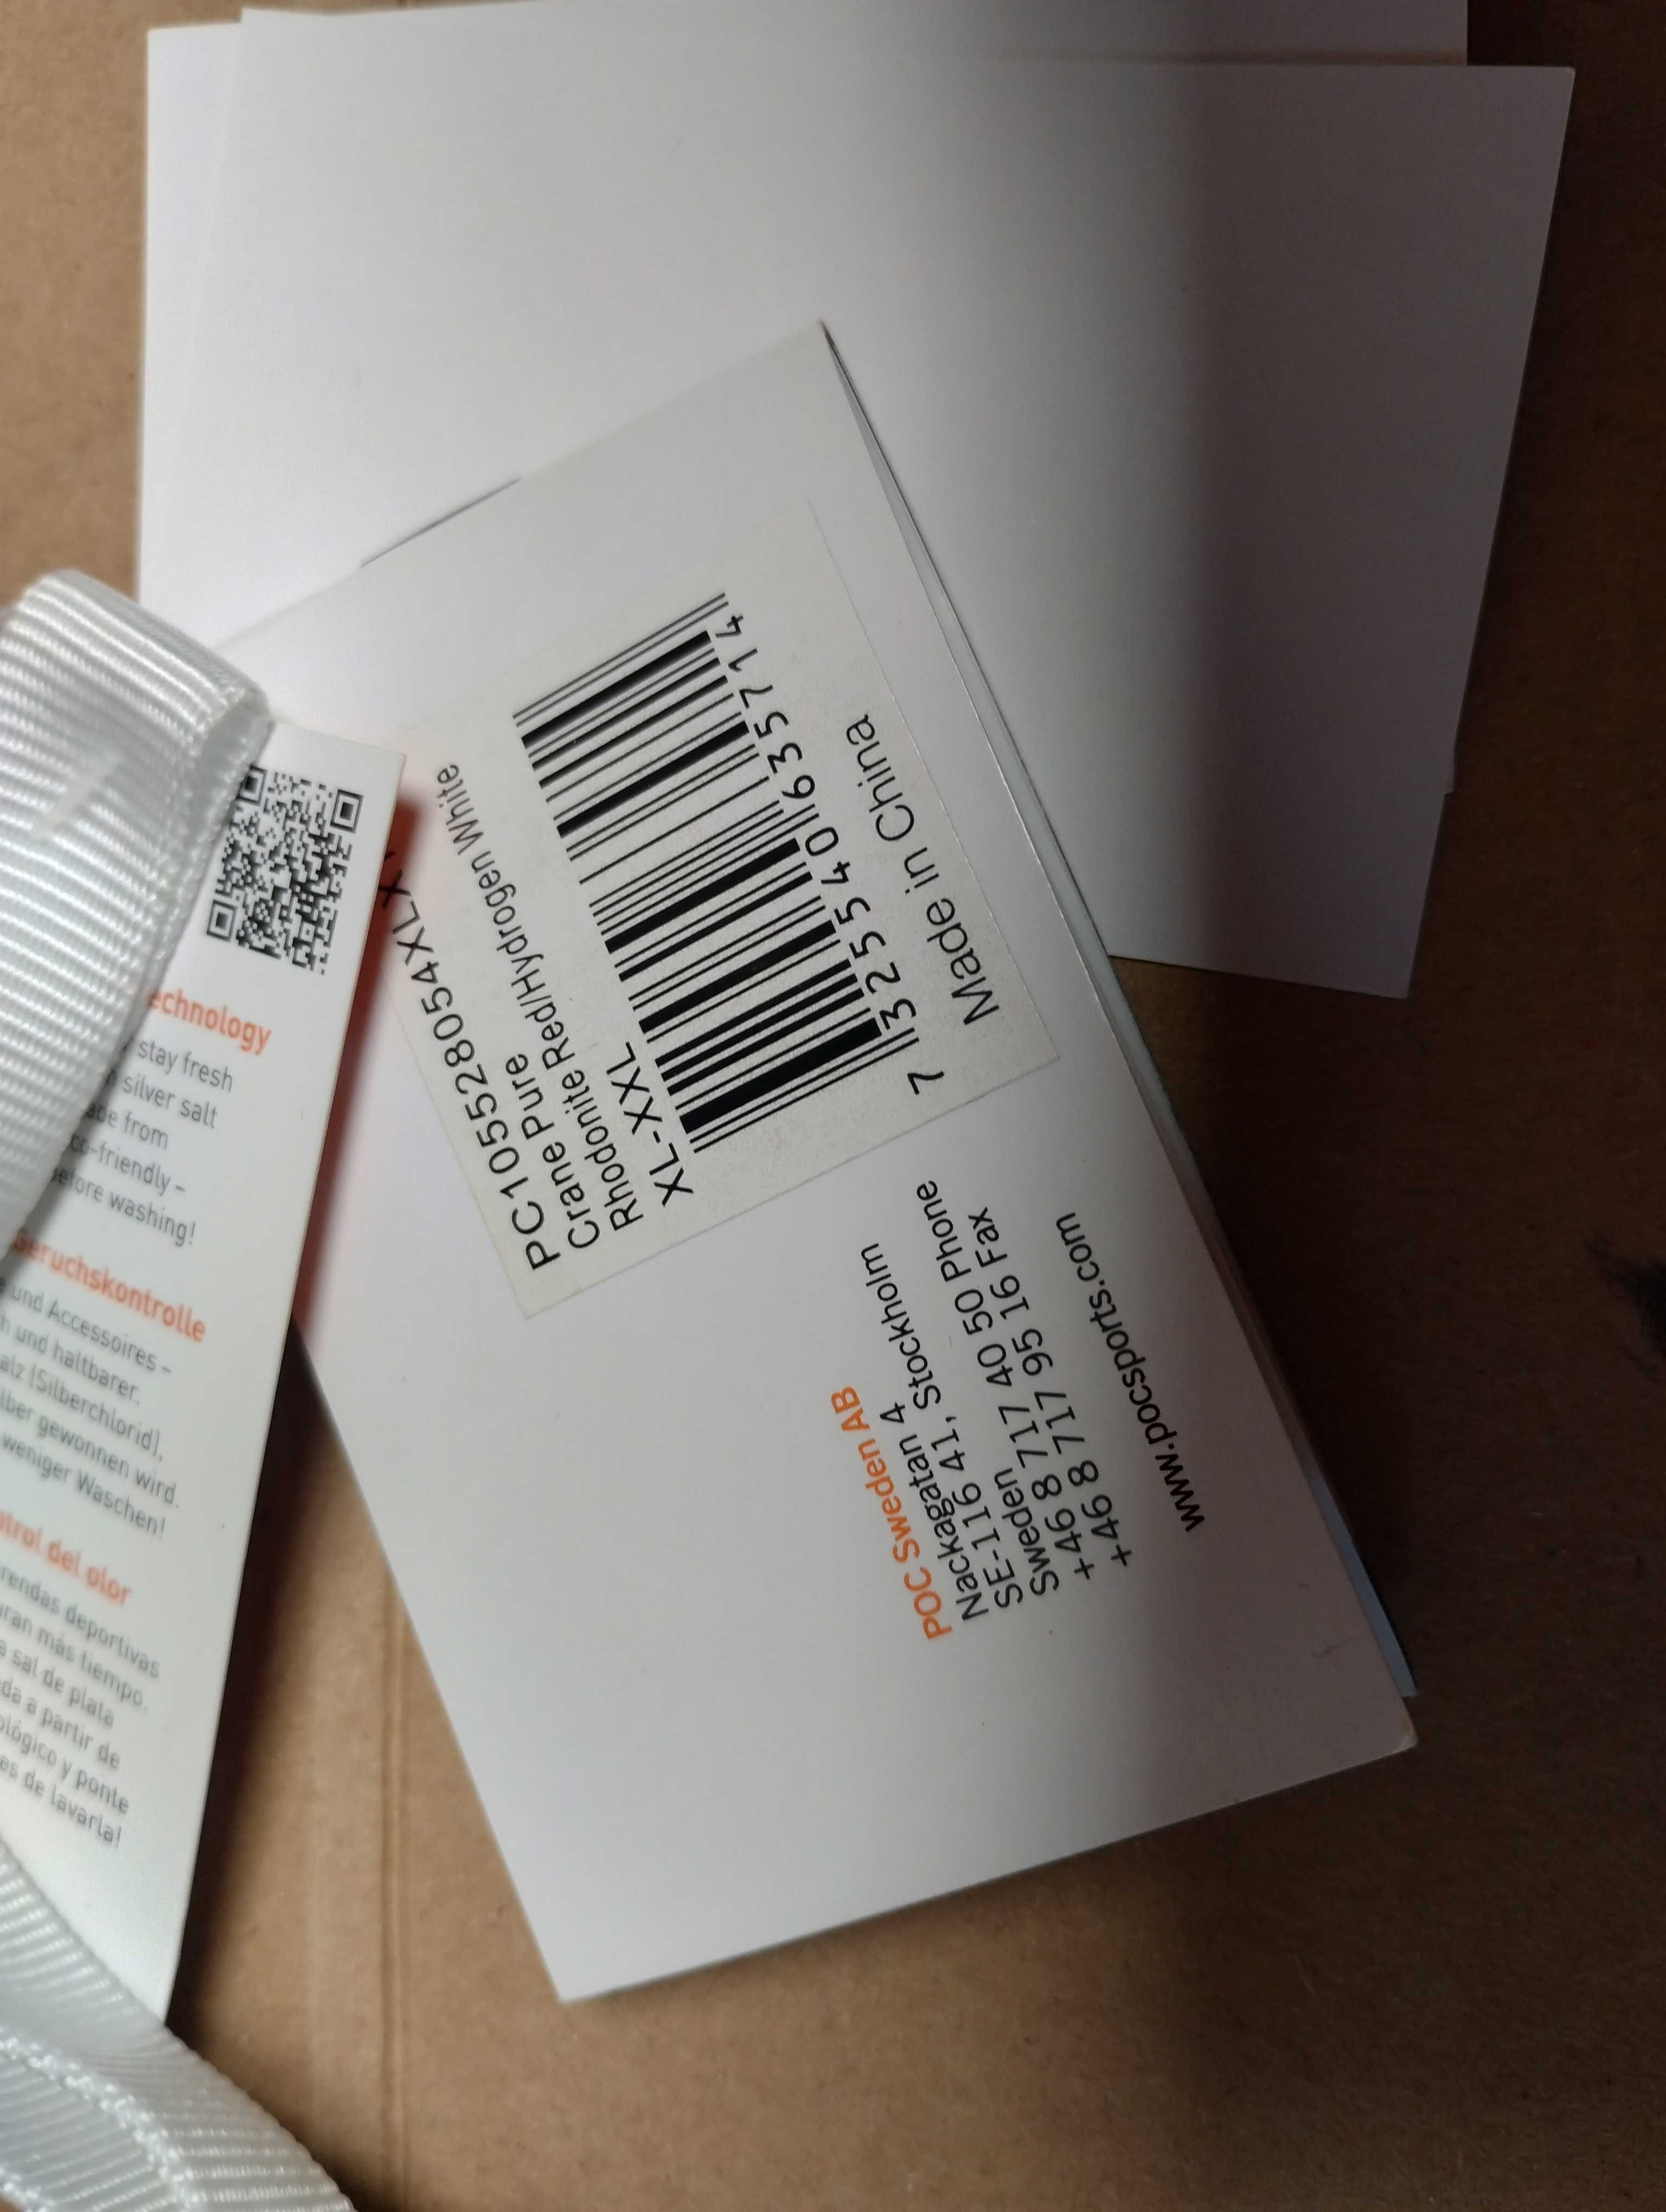 PC105528054XLX
Crane Pure
Rhodonite Red/Hydrogen White
XL-XXL
7 325540 635714
Made in China
POC Sweden AB
Nackagatan 4
SE-116 41, Stockholm
Sweden
+46 8 717 40 50 Phone
+46 8 717 95 16 Fax
www.pocsports.com
stay fresh
silver salt
from
co-friendly –
before washing!
und Accessoires –
und haltbarer.
(Silberchlorid),
gewonnen wird.
weniger Waschen!
del olor
deportivas
más tiempo.
sal de plata
a partir de
y ponte
de lavarla!